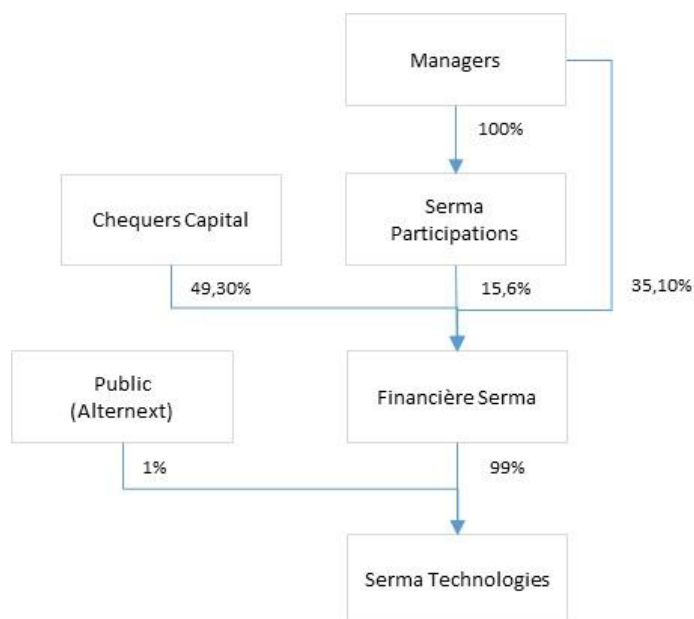 Managers
100%
Chequers Capital
Serma
Participations
49,30%
15,6%
35,10%
Public
(Alternext)
Financière Serma
1%
99%
Serma Technologies